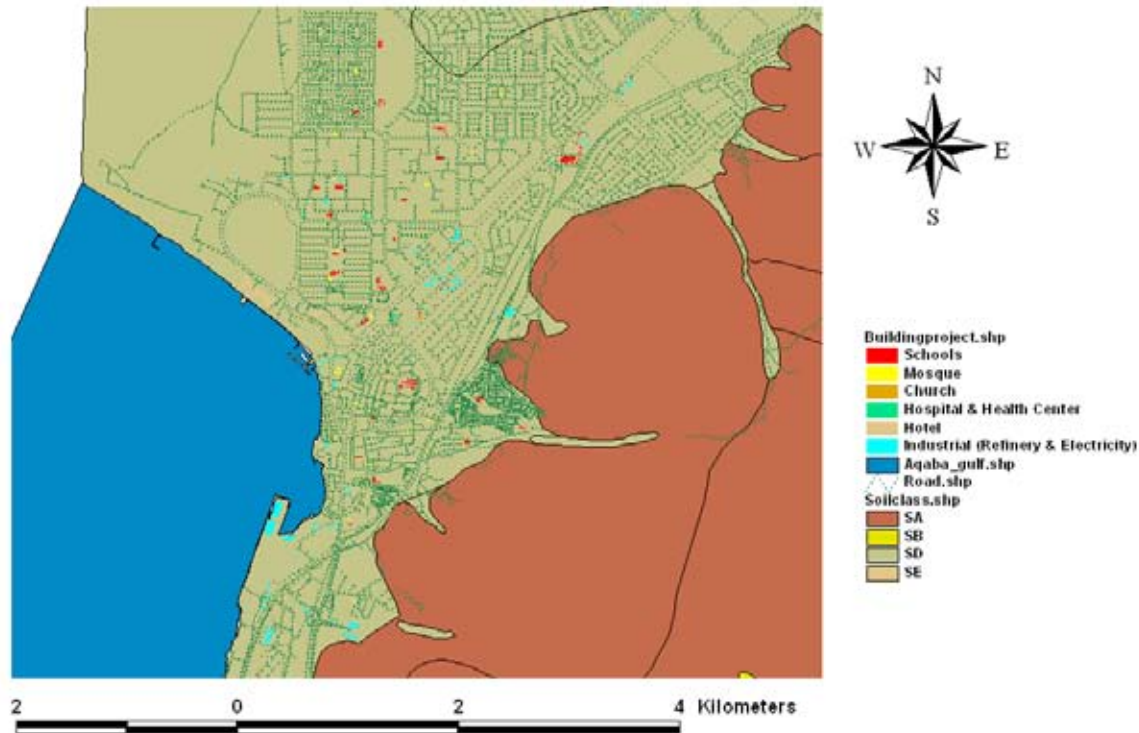 N
W E
S
Buildingproject.shp
Schools
Mosque
Church
Hospital & Health Center
Hotel
Industrial (Refinery & Electricity)
Aqaba_gulf.shp
Road.shp
Soilclass.shp
SA
SB
SD
SE
2 0 2 4 Kilometers